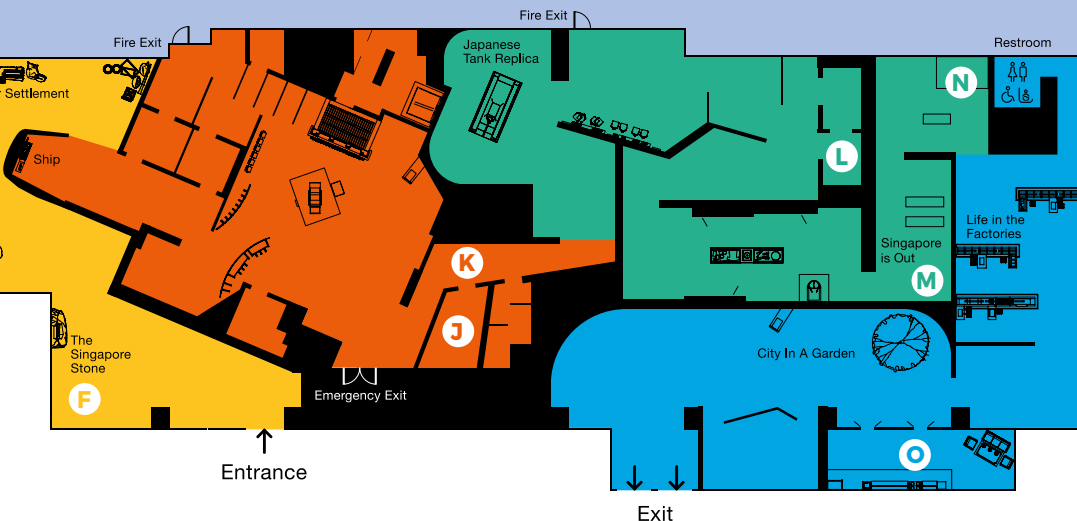 Fire Exit
Fire Exit
Restroom
Japanese
Tank Replica
Settlement
N
Ship
L
Life in the
Factories
Singapore
is Out
K
M
J
The
Singapore
Stone
City In A Garden
F
Emergency Exit
O
Entrance
Exit